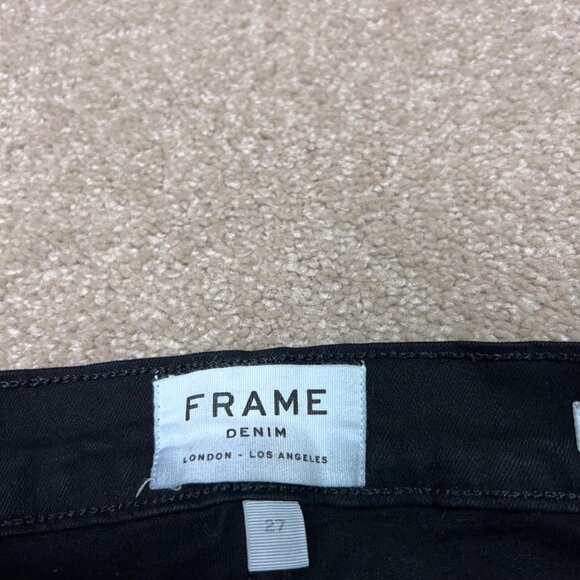 FRAME
DENIM
LONDON - LOS ANGELES
27